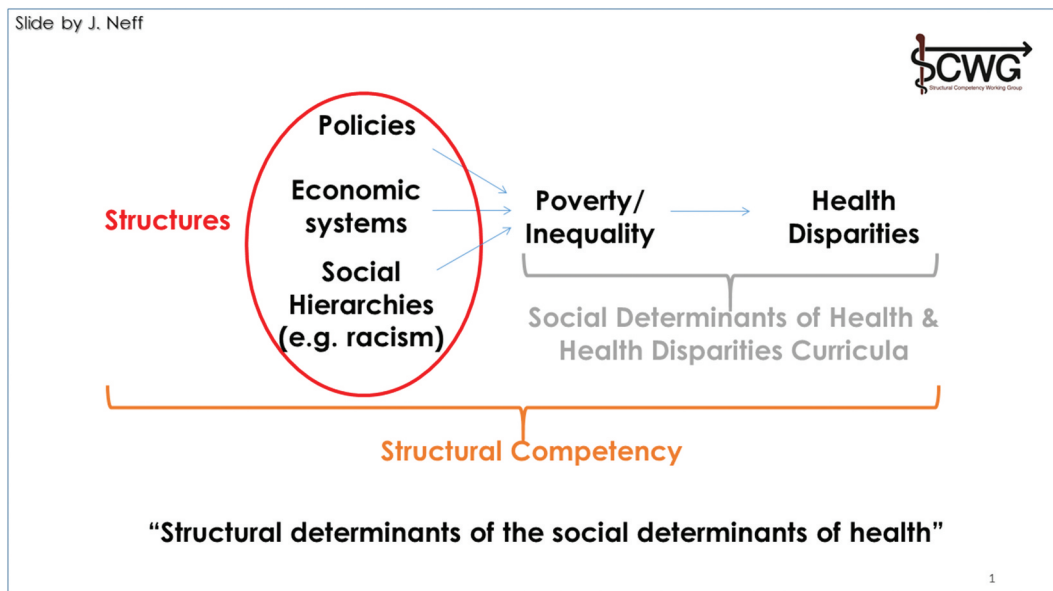 Slide by J. Neff
SCWG
Structural Competency Working Group
Policies
Economic
systems
Social
Hierarchies
(e.g. racism)
Structures
Poverty/
Inequality
Health
Disparities
Social Determinants of Health &
Health Disparities Curricula
Structural Competency
“Structural determinants of the social determinants of health”
1